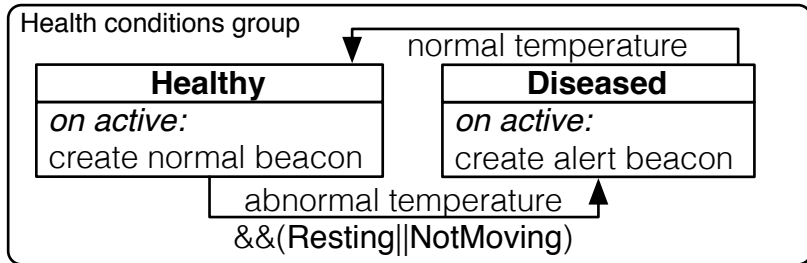 Health conditions group
normal temperature
Healthy
Diseased
on active:
create normal beacon
on active:
create alert beacon
abnormal temperature
&&(Resting||NotMoving)